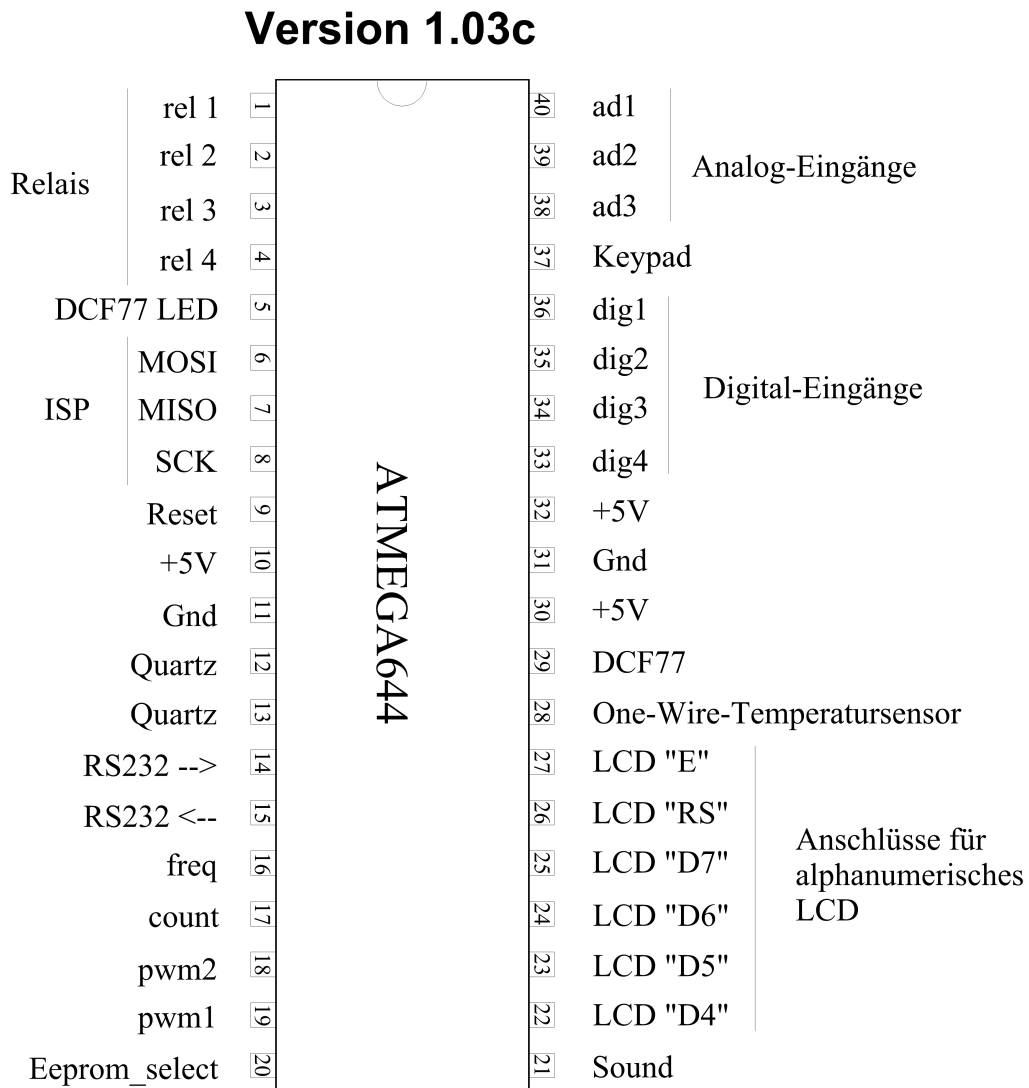 Version 1.03c
Relais
rel 1 1
rel 2 2
rel 3 3
rel 4 4
DCF77 LED 5
ISP
MOSI 6
MISO 7
SCK 8
Reset 9
+5V 10
Gnd 11
Quartz 12
Quartz 13
RS232 --> 14
RS232 <-- 15
freq 16
count 17
pwm2 18
pwm1 19
Eeprom_select 20
ATMEGA644
40 ad1
39 ad2
38 ad3
Analog-Eingänge
37 Keypad
36 dig1
35 dig2
34 dig3
33 dig4
Digital-Eingänge
32 +5V
31 Gnd
30 +5V
29 DCF77
28 One-Wire-Temperatursensor
27 LCD "E"
26 LCD "RS"
25 LCD "D7"
24 LCD "D6"
23 LCD "D5"
22 LCD "D4"
Anschlüsse für
alphanumerisches
LCD
21 Sound